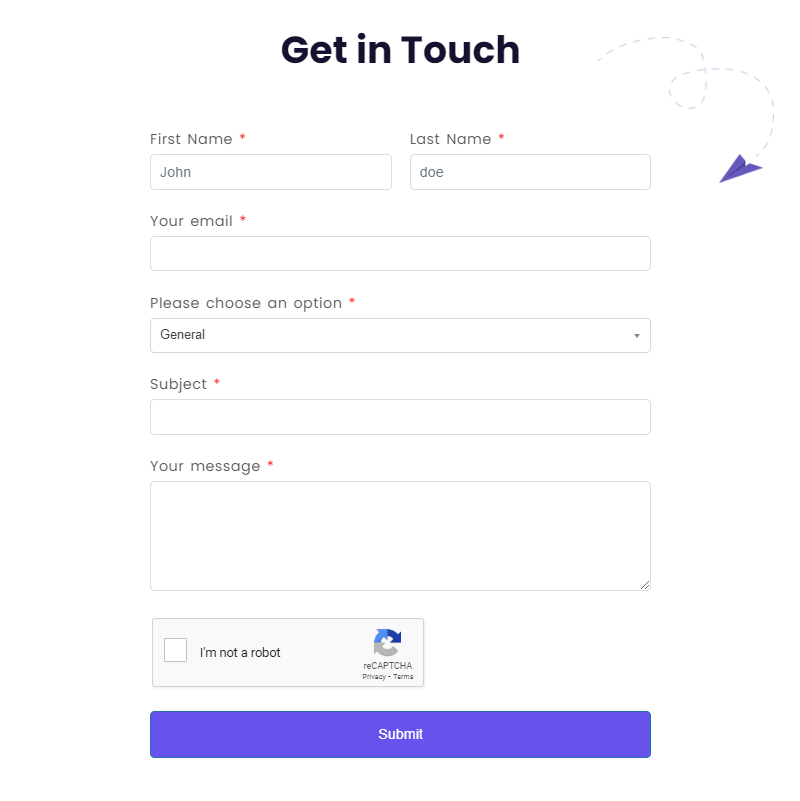 Get in Touch
First Name * Last Name *
John doe
Your email *
Please choose an option *
General
Subject *
Your message *
I'm not a robot
reCAPTCHA
Privacy - Terms
Submit